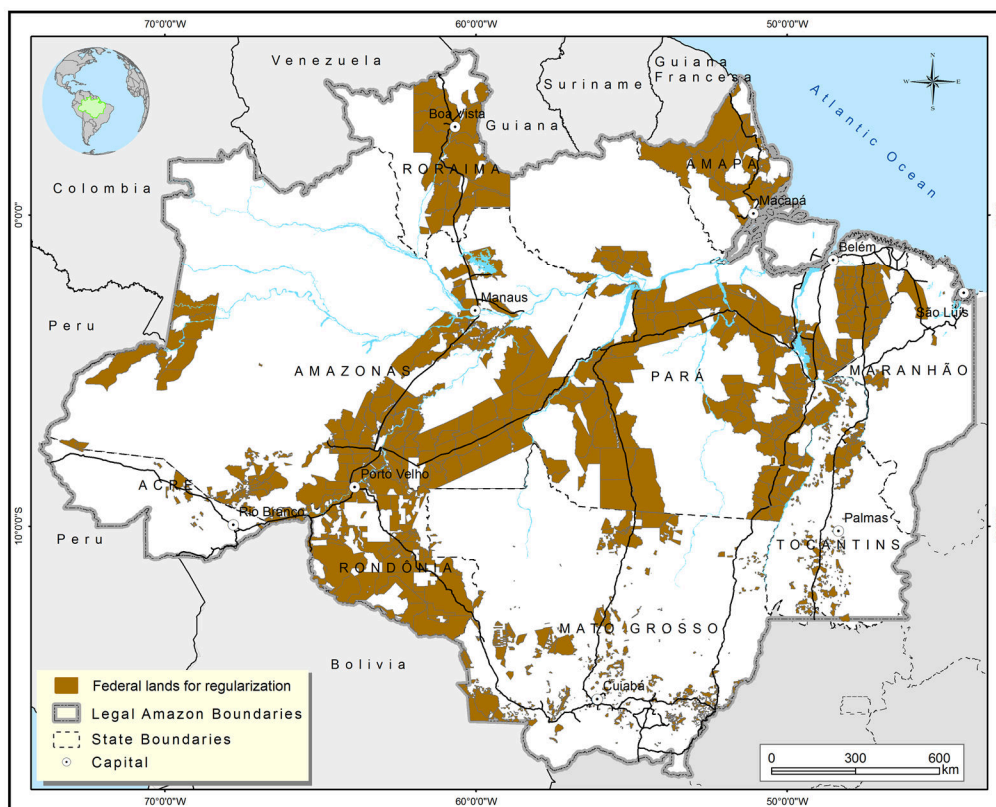 70°0'0"W 60°0'0"W 50°0'0"W
Venezuela
Suriname
Guiana
Francesa
Guiana
Colombia
Atlantic Ocean
N
W E
S
Boa Vista
RORAIMA
AMAPÁ
Macapá
0°0'0"
Belém
Manaus
São Luís
Peru
AMAZONAS
PARÁ
MARANHÃO
Porto Velho
ACRE
Rio Branco
10°0'0"S
Peru
Palmas
TOCANTINS
RONDÔNIA
MATO GROSSO
Bolivia
Cuiabá
Federal lands for regularization
Legal Amazon Boundaries
State Boundaries
Capital
0 300 600
km
70°0'0"W 60°0'0"W 50°0'0"W